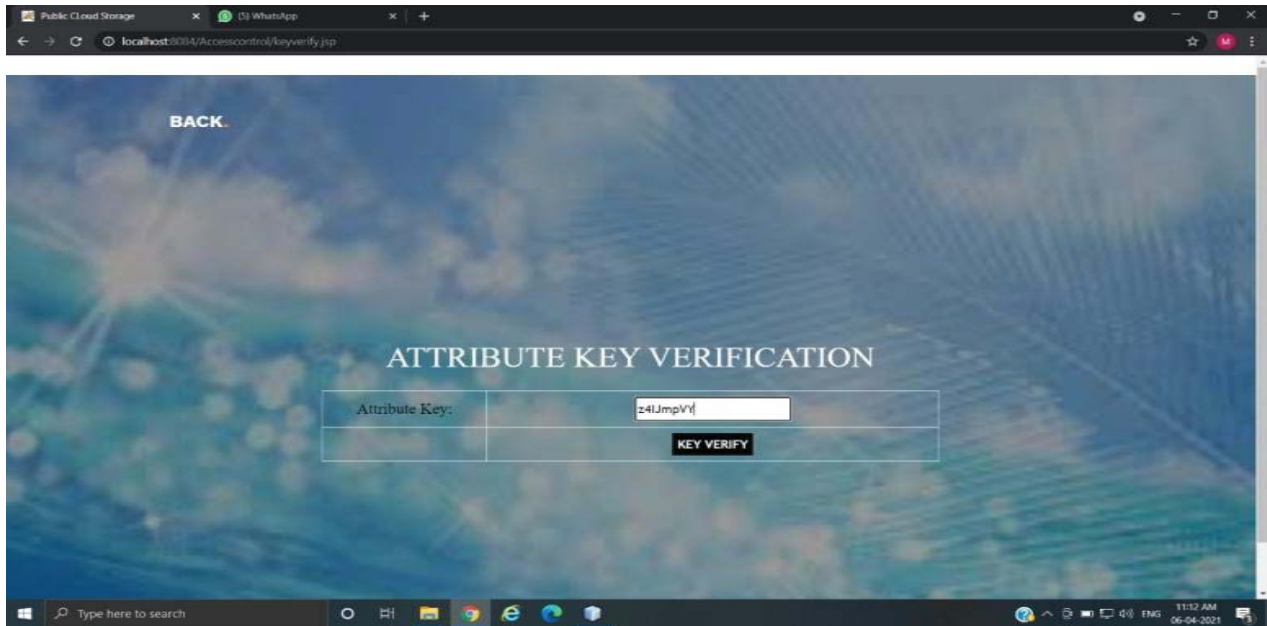 Public CLoud Storage
(5) WhatsApp
localhost:8084/Accesscontrol/keyverify.jsp
M
BACK.
ATTRIBUTE KEY VERIFICATION
Attribute Key:
KEY VERIFY
Type here to search
ENG
11:12 AM
06-04-2021